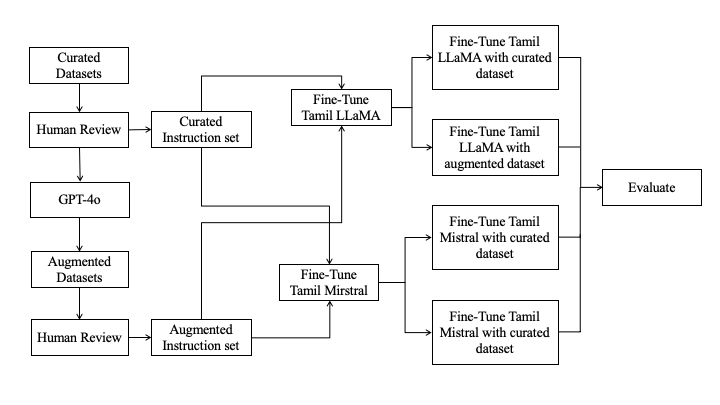 Curated
Datasets
Human Review
GPT-4o
Augmented
Datasets
Human Review
Curated
Instruction set
Augmented
Instruction set
Fine-Tune
Tamil LLaMA
Fine-Tune
Tamil Mirstral
Fine-Tune Tamil
LLaMA with curated
dataset
Fine-Tune Tamil
LLaMA with
augmented dataset
Fine-Tune Tamil
Mistral with curated
dataset
Fine-Tune Tamil
Mistral with curated
dataset
Evaluate